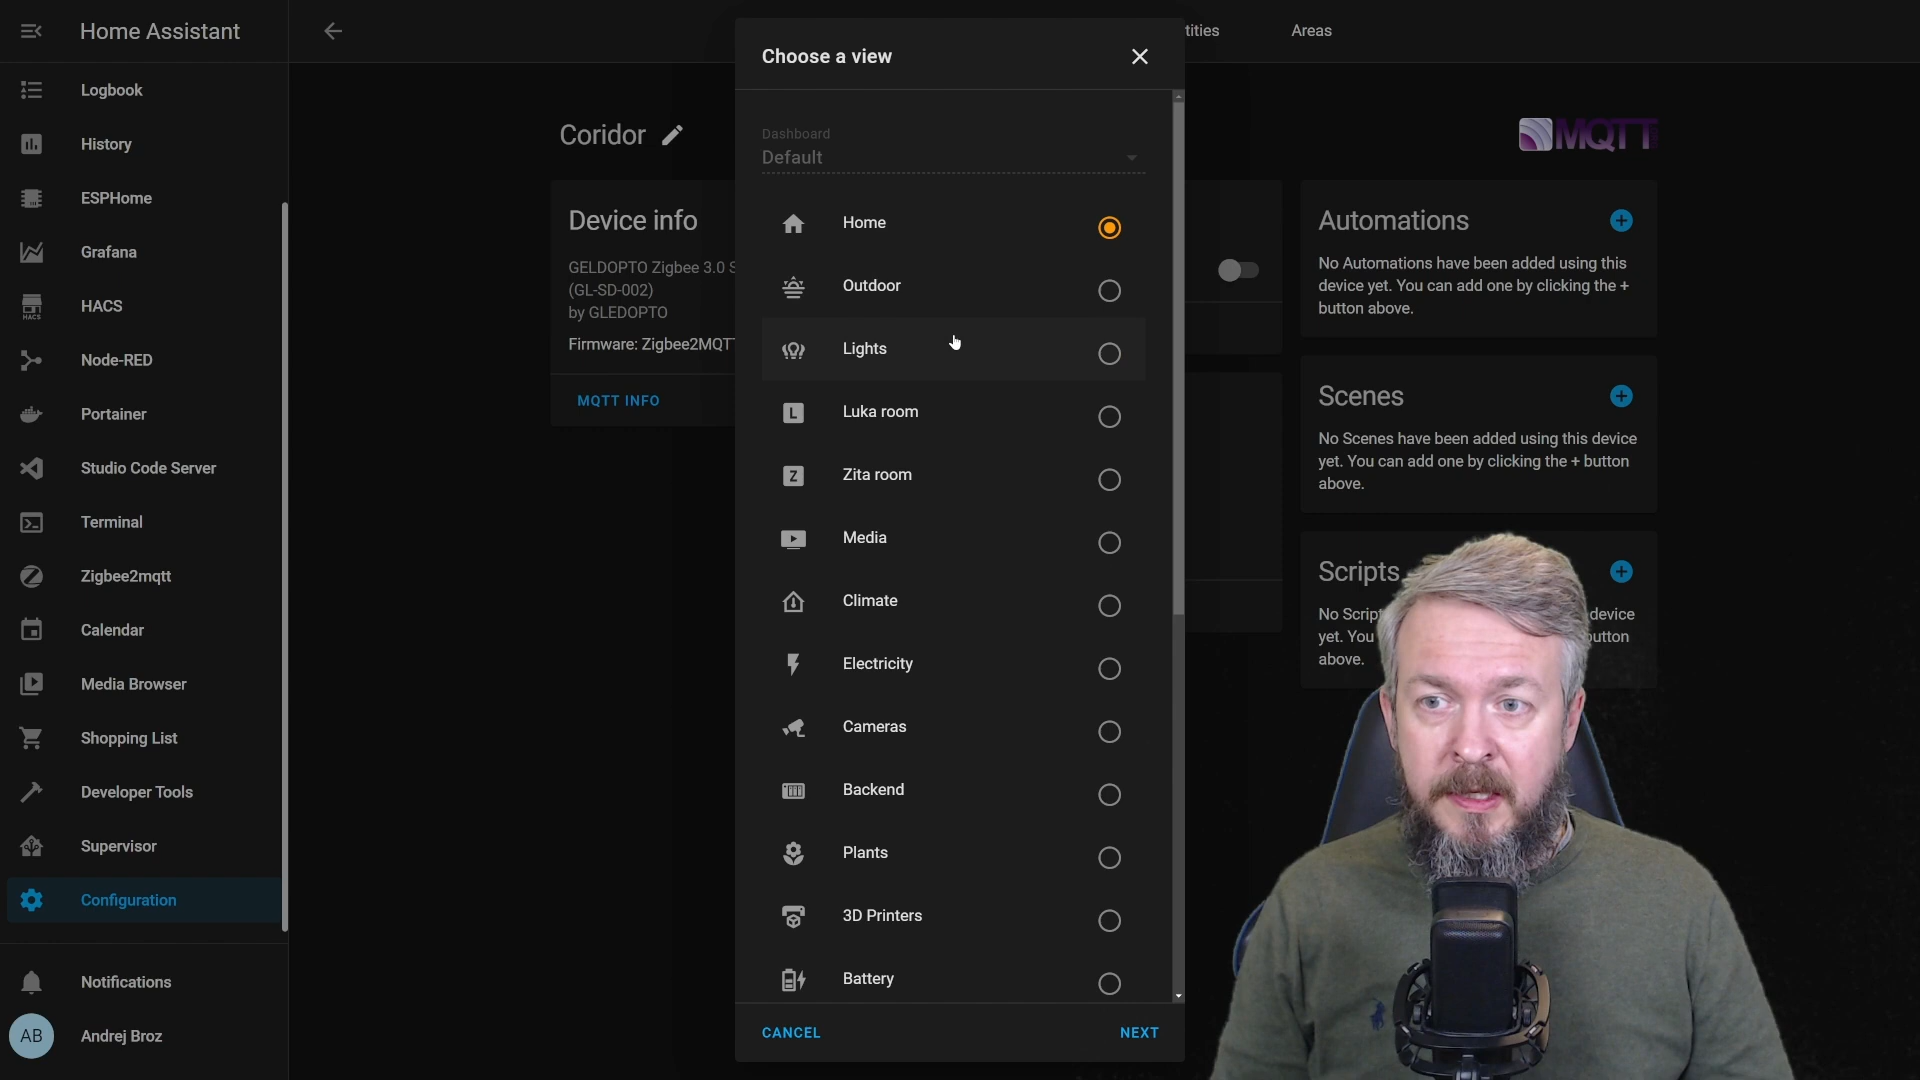 Home Assistant
Logbook
History
ESPHome
Grafana
HACS
HACS
Node-RED
Portainer
Studio Code Server
Terminal
Zigbee2mqtt
Calendar
Media Browser
Shopping List
Developer Tools
Supervisor
Configuration
Notifications
AB
Andrej Broz
tities
Areas
Coridor
Device info
GELDOPTO Zigbee 3.0 S
(GL-SD-002)
by GLEDOPTO
Firmware: Zigbee2MQTT
MQTT INFO
Choose a view
Dashboard
Default
Home
Outdoor
Lights
L
Luka room
Z
Zita room
Media
Climate
Electricity
Cameras
Backend
Plants
3D Printers
Battery
CANCEL
NEXT
MQTT
Automations
No Automations have been added using this
device yet. You can add one by clicking the +
button above.
Scenes
No Scenes have been added using this device
yet. You can add one by clicking the + button
above.
Scripts
No Script device
yet. You button
above.